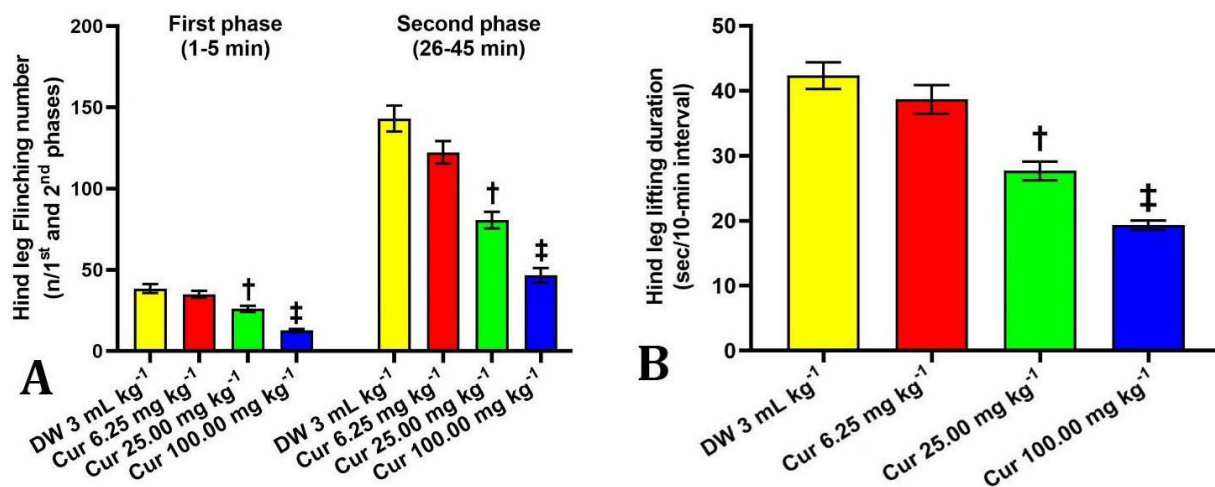 First phase
(1-5 min)
Second phase
(26-45 min)
Hind leg Flinching number
(n/1st and 2nd phases)
200
150
100
50
0
†
‡
†
‡
DW 3 mL kg-1
Cur 6.25 mg kg-1
Cur 25.00 mg kg-1
Cur 100.00 mg kg-1
DW 3 mL kg-1
Cur 6.25 mg kg-1
Cur 25.00 mg kg-1
Cur 100.00 mg kg-1
A
Hind leg lifting duration
(sec/10-min interval)
50
40
30
20
10
0
†
‡
DW 3 mL kg-1
Cur 6.25 mg kg-1
Cur 25.00 mg kg-1
Cur 100.00 mg kg-1
B